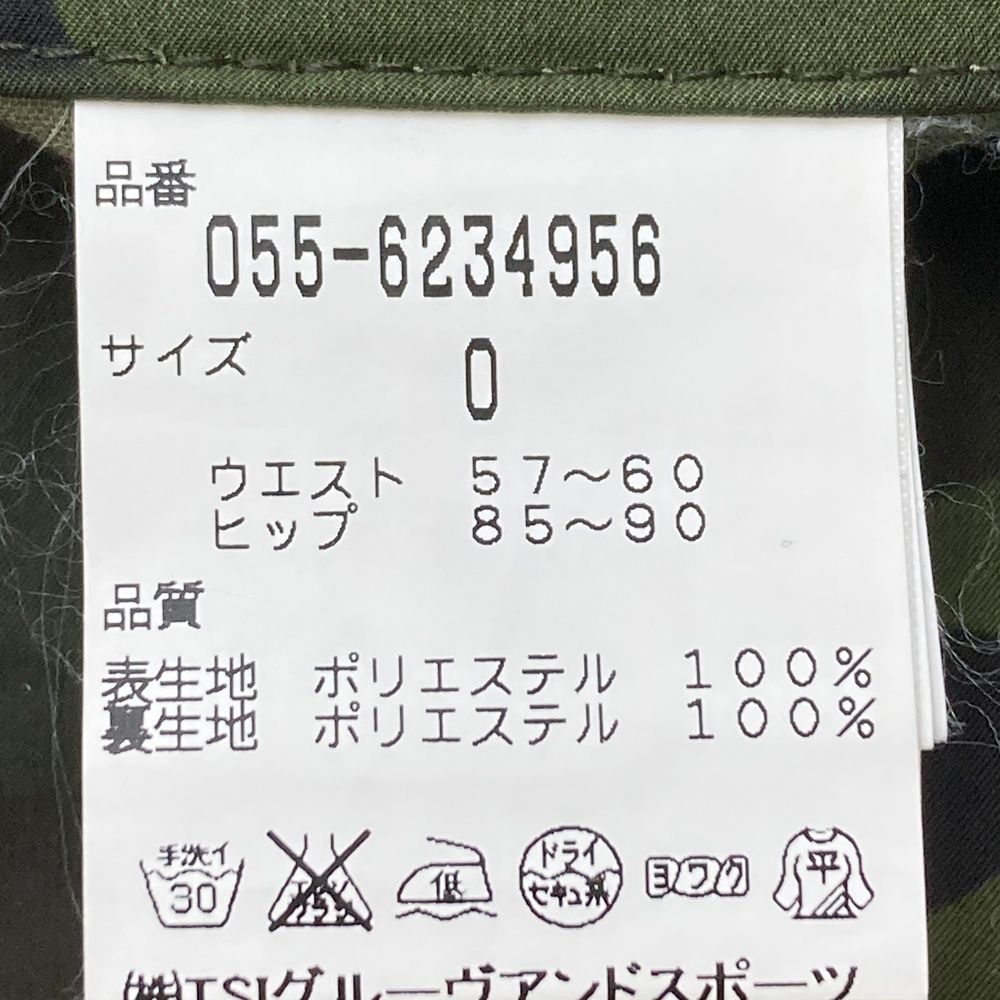 品番
055-6234956
サイズ
0
ウエスト 57〜60
ヒップ 85〜90
品質
表生地 ポリエステル 100%
裏生地 ポリエステル 100%
手洗イ
30
低
ドライ
セキュ系
ヨワク
平
㈱TSIグルーヴアンドスポーツ